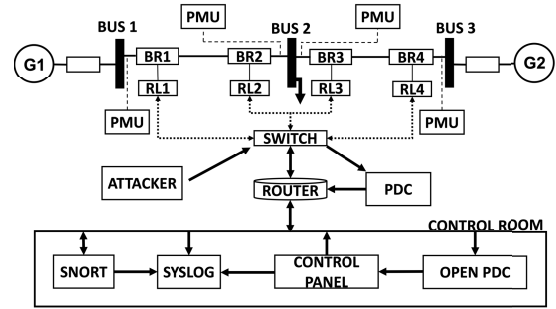 PMU
PMU
BUS 1
BUS 2
BUS 3
G1
BR1
BR2
BR3
BR4
G2
RL1
RL2
RL3
RL4
PMU
PMU
SWITCH
ATTACKER
ROUTER
PDC
CONTROL ROOM
SNORT
SYSLOG
CONTROL
PANEL
OPEN PDC